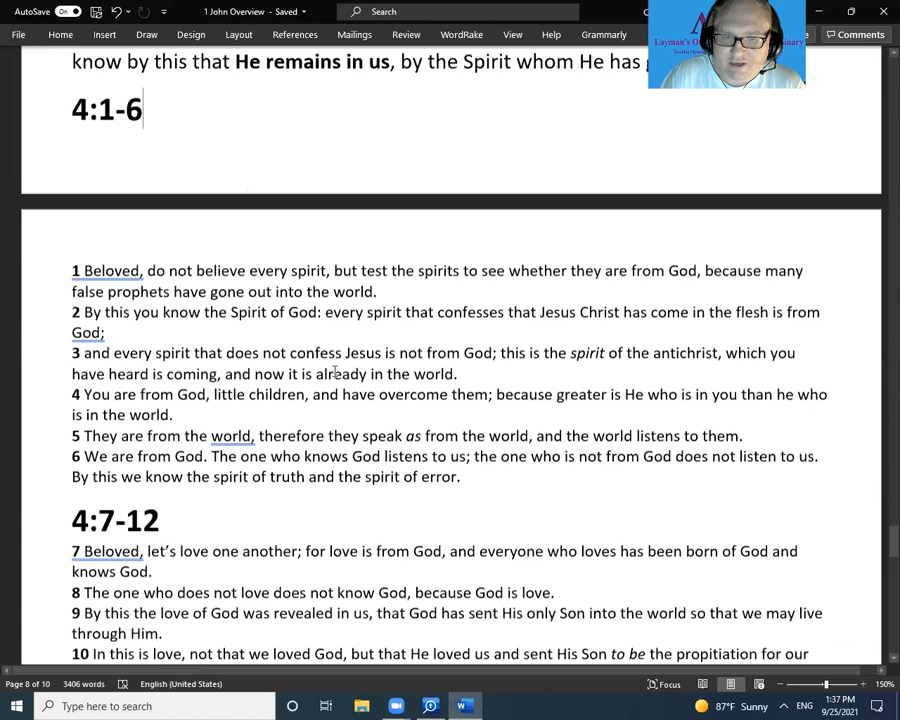 AutoSave On 1 John Overview - Saved Search
File Home Insert Draw Design Layout References Mailings Review View WordRake Help Grammarly Comments
Layman's
know by this that He remains in us, by the Spirit whom He has
4:1-6
1 Beloved, do not believe every spirit, but test the spirits to see whether they are from God, because many
false prophets have gone out into the world.
2 By this you know the Spirit of God: every spirit that confesses that Jesus Christ has come in the flesh is from
God;
3 and every spirit that does not confess Jesus is not from God; this is the spirit of the antichrist, which you
have heard is coming, and now it is already in the world.
4 You are from God, little children, and have overcome them; because greater is He who is in you than he who
is in the world.
5 They are from the world, therefore they speak as from the world, and the world listens to them.
6 We are from God. The one who knows God listens to us; the one who is not from God does not listen to us.
By this we know the spirit of truth and the spirit of error.
4:7-12
7 Beloved, let's love one another; for love is from God, and everyone who loves has been born of God and
knows God.
8 The one who does not love does not know God, because God is love.
9 By this the love of God was revealed in us, that God has sent His only Son into the world so that we may live
through Him.
10 In this is love, not that we loved God, but that He loved us and sent His Son to be the propitiation for our
Page 8 of 10 3406 words English (United States) Focus 150%
Type here to search 87°F Sunny ENG 1:37 PM
9/25/2021